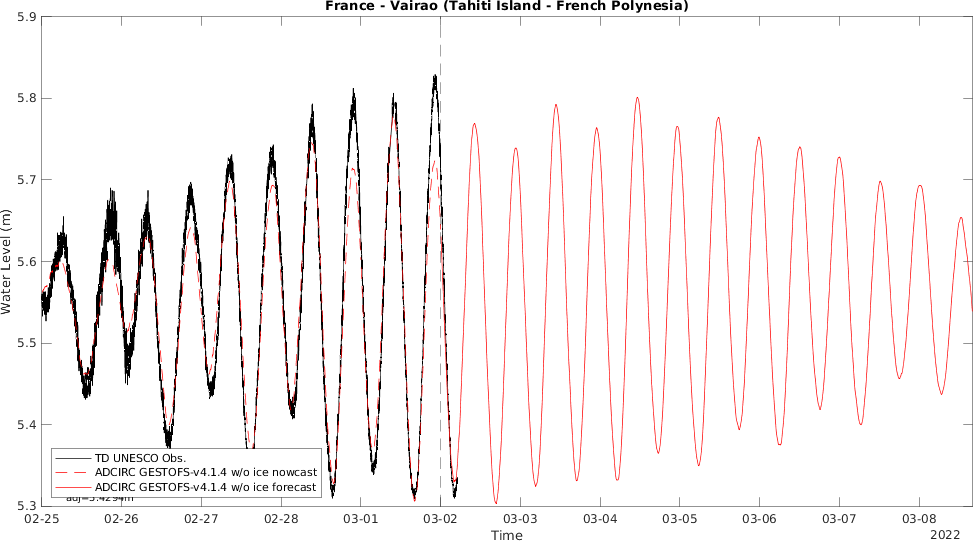 France - Vairao (Tahiti Island - French Polynesia)
5.9
5.8
5.7
5.6
5.5
5.4
5.3
Water Level (m)
TD UNESCO Obs.
ADCIRC GESTOFS-v4.1.4 w/o ice nowcast
ADCIRC GESTOFS-v4.1.4 w/o ice forecast
02-25 02-26 02-27 02-28 03-01 03-02 03-03 03-04 03-05 03-06 03-07 03-08
Time
2022